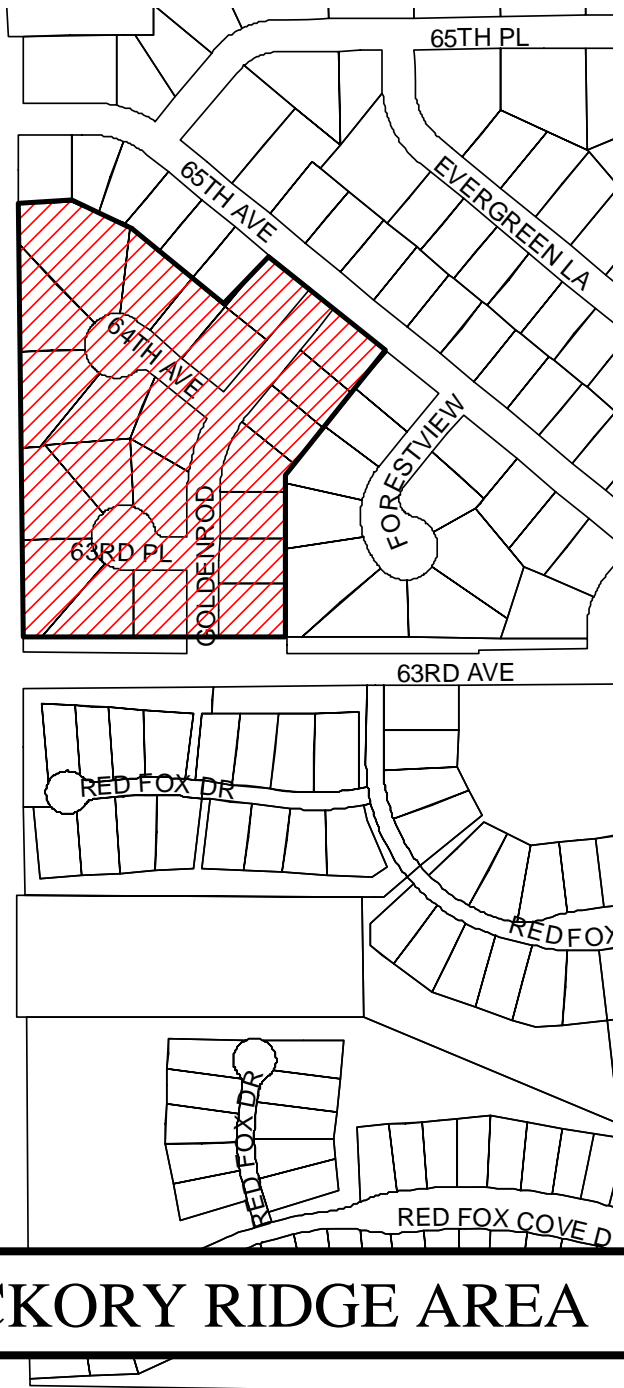 65TH PL
65TH AVE
EVERGREEN LA
64TH AVE
FORESTVIEW
GOLDENROD
63RD PL
63RD AVE
RED FOX DR
RED FOX
RED FOX DR
RED FOX COVE D
CKORY RIDGE AREA